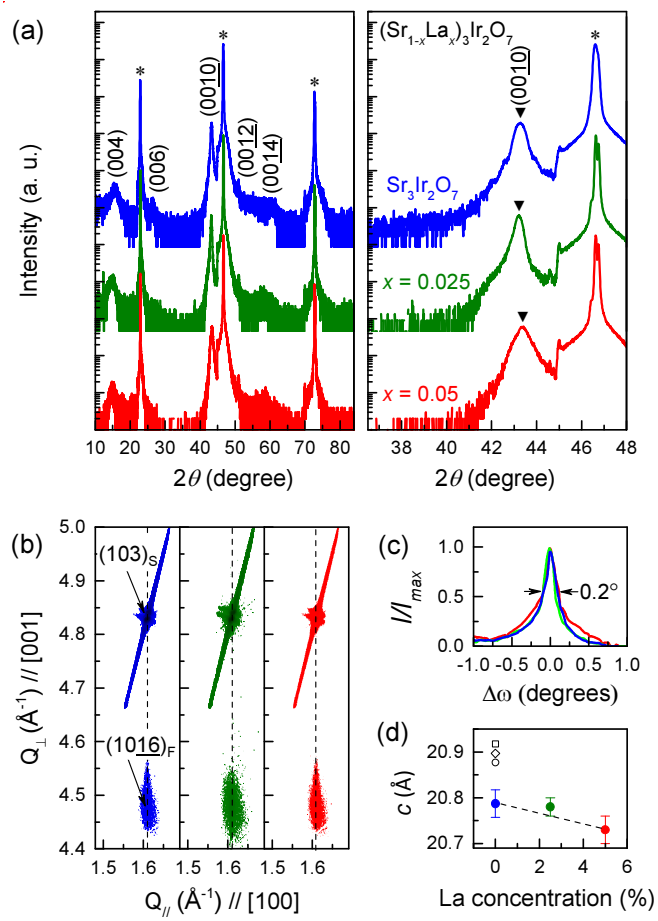 (a)
Intensity (a. u.)
(004)
*
(006)
(0010)
*
(0012)
(0014)
*
10 20 30 40 50 60 70 80
2θ (degree)
(Sr1-xLax)3Ir2O7
*
(0010)
Sr3Ir2O7
x = 0.025
x = 0.05
38 40 42 44 46 48
2θ (degree)
(b)
Q⊥ (Å-1) // [001]
5.0
4.9
4.8
4.7
4.6
4.5
4.4
(103)S
(1016)F
1.5 1.6 1.5 1.6 1.5 1.6
Q// (Å-1) // [100]
(c)
I/Imax
1.0
0.5
0.0
0.2°
-1.0 -0.5 0.0 0.5 1.0
Δω (degrees)
(d)
c (Å)
20.9
20.8
20.7
0 2 4 6
La concentration (%)